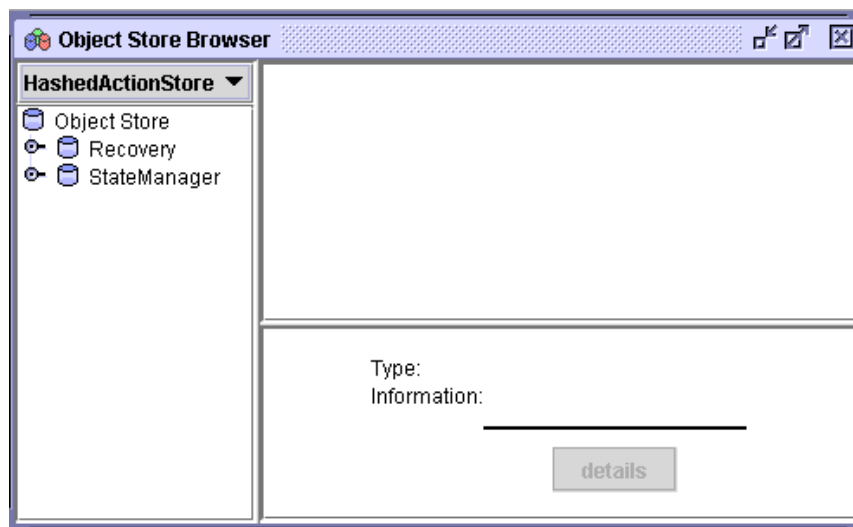 Object Store Browser
HashedActionStore
Object Store
Recovery
StateManager
Type:
Information:
details